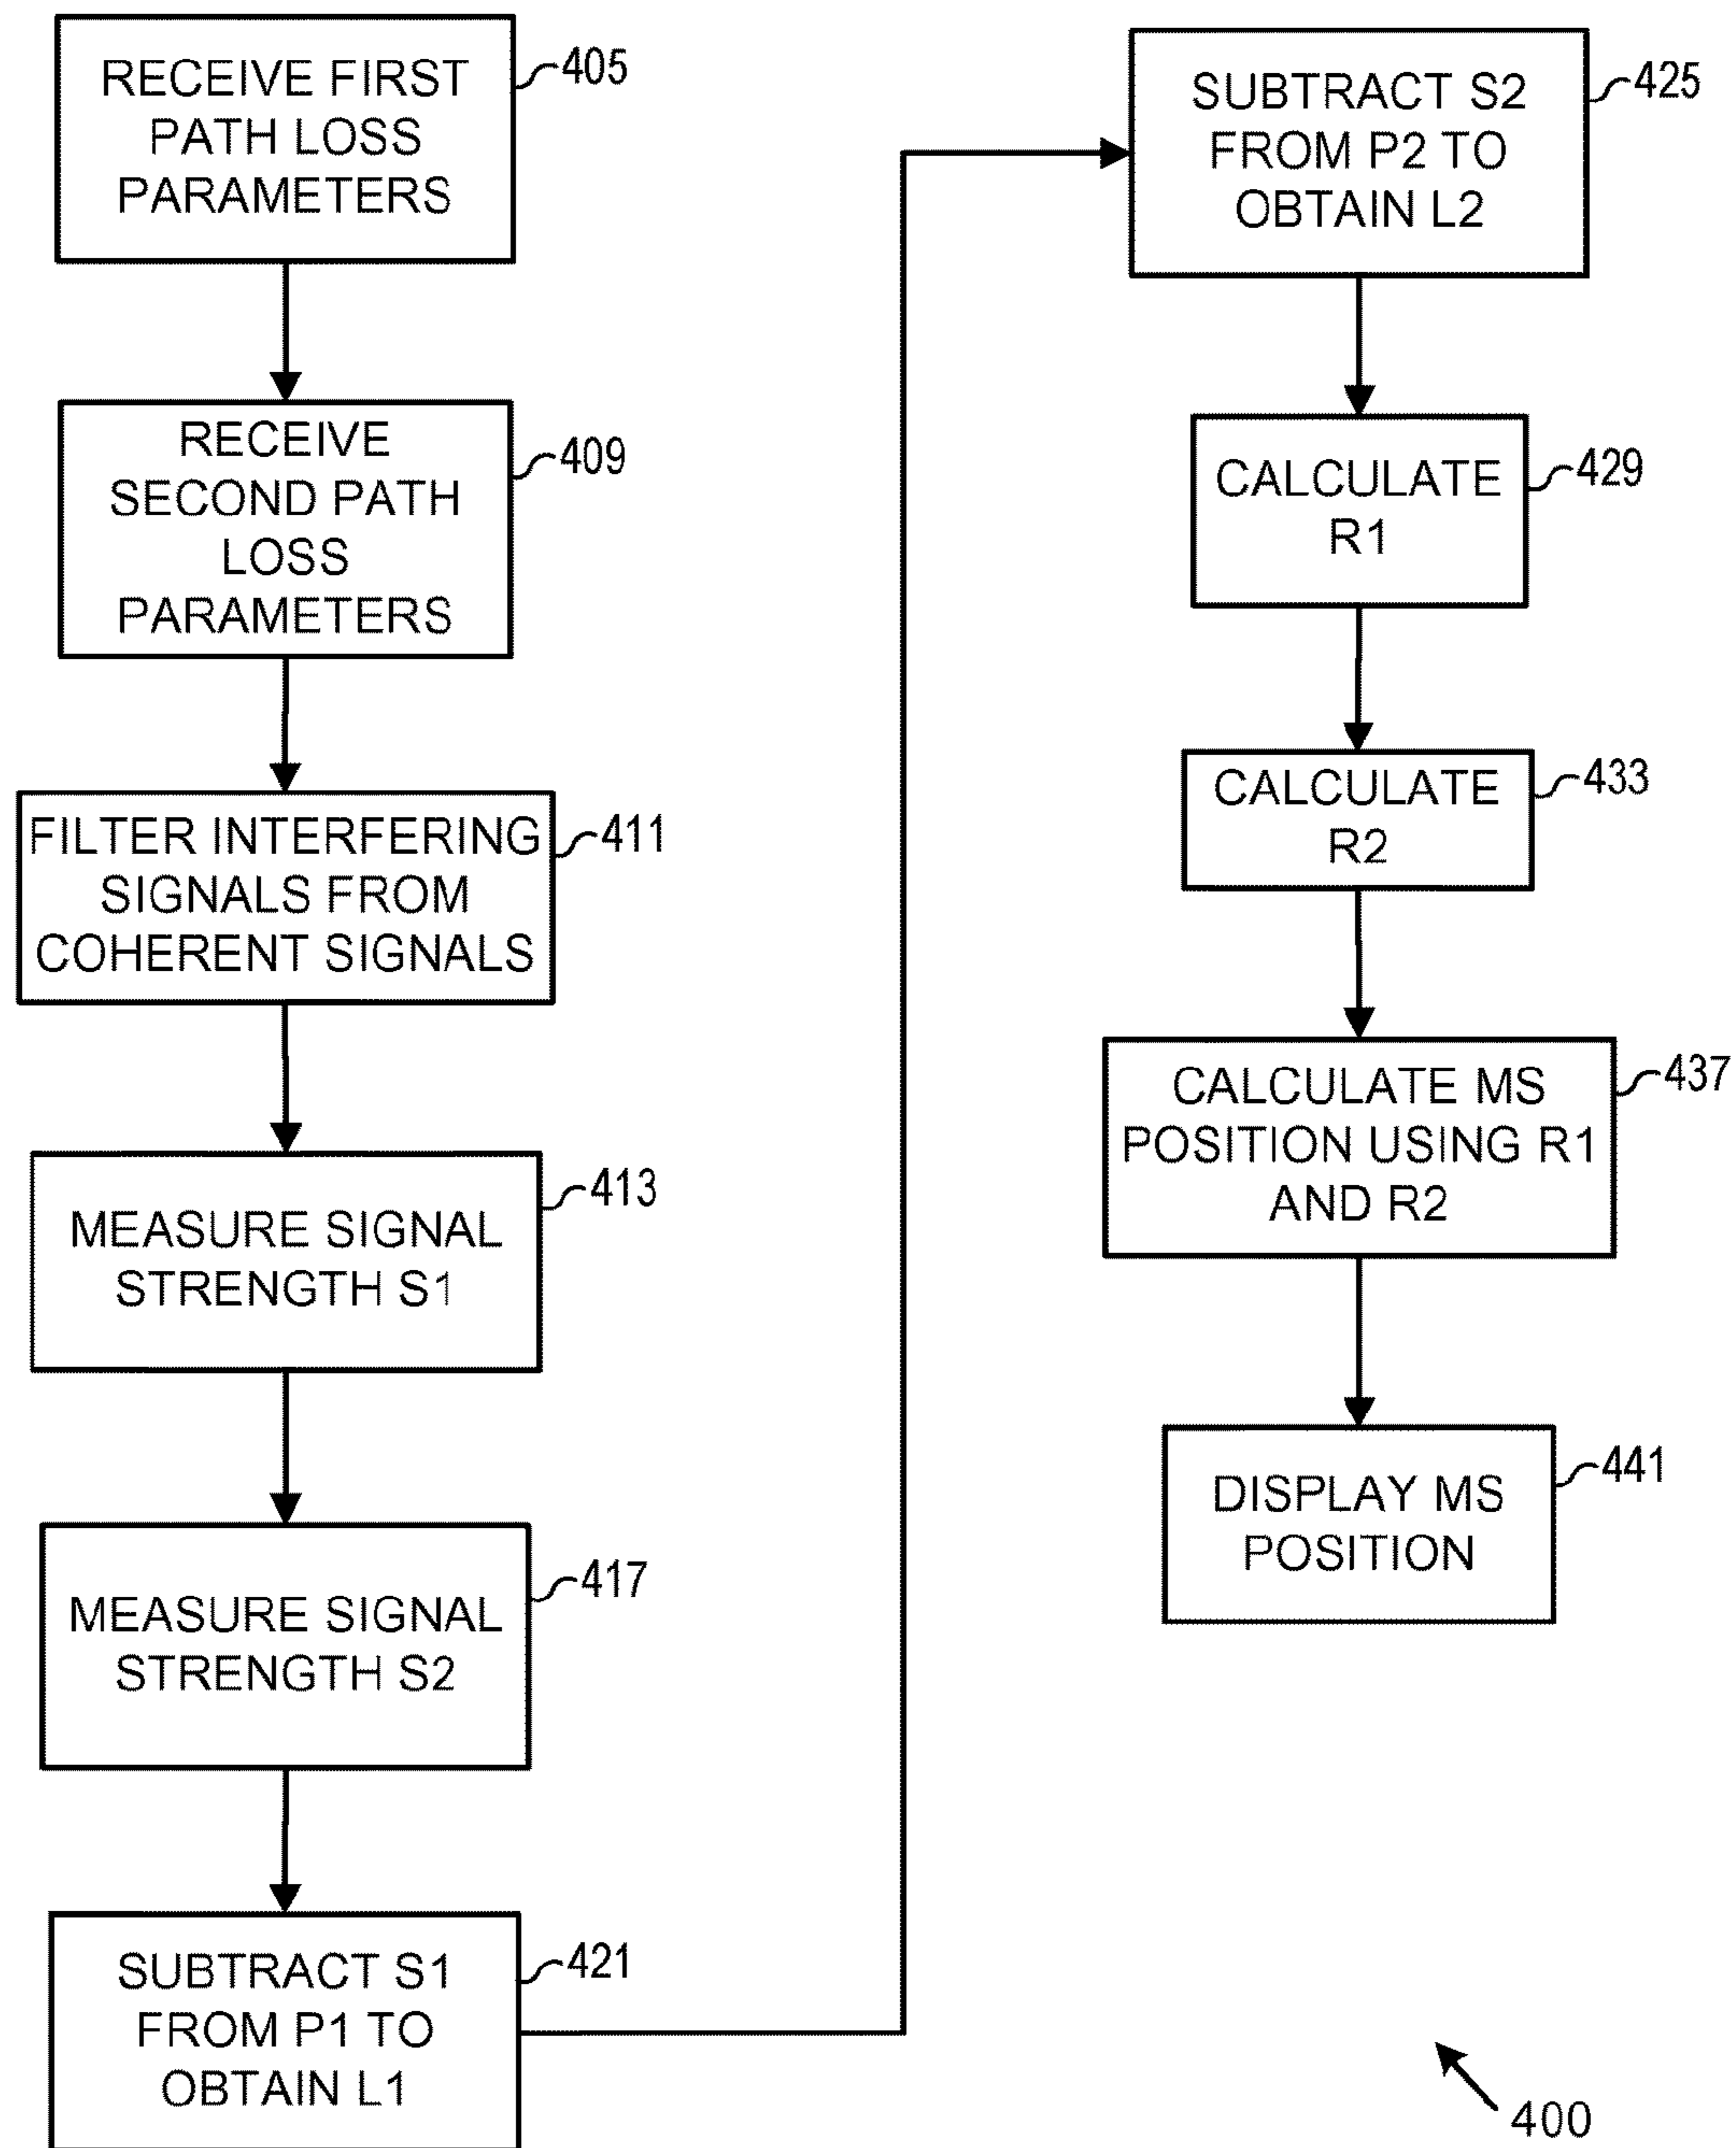 RECEIVE FIRST
PATH LOSS
PARAMETERS
405
RECEIVE
SECOND PATH
LOSS
PARAMETERS
409
FILTER INTERFERING
SIGNALS FROM
COHERENT SIGNALS
411
MEASURE SIGNAL
STRENGTH S1
413
MEASURE SIGNAL
STRENGTH S2
417
SUBTRACT S1
FROM P1 TO
OBTAIN L1
421
SUBTRACT S2
FROM P2 TO
OBTAIN L2
425
CALCULATE
R1
429
CALCULATE
R2
433
CALCULATE MS
POSITION USING R1
AND R2
437
DISPLAY MS
POSITION
441
400